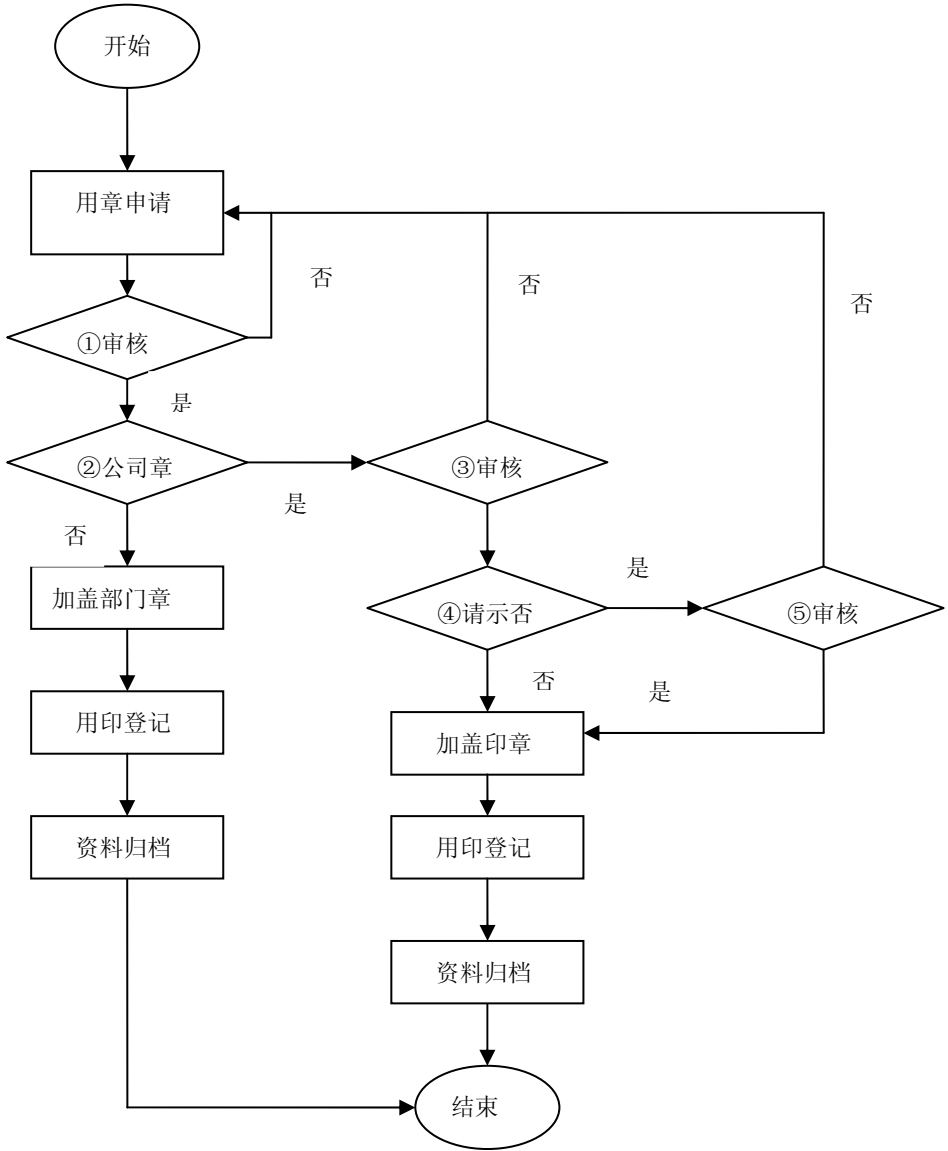 开始
用章申请
否
否
否
①审核
是
②公司章
③审核
是
否
是
加盖部门章
④请示否
⑤审核
否
是
用印登记
加盖印章
资料归档
用印登记
资料归档
结束